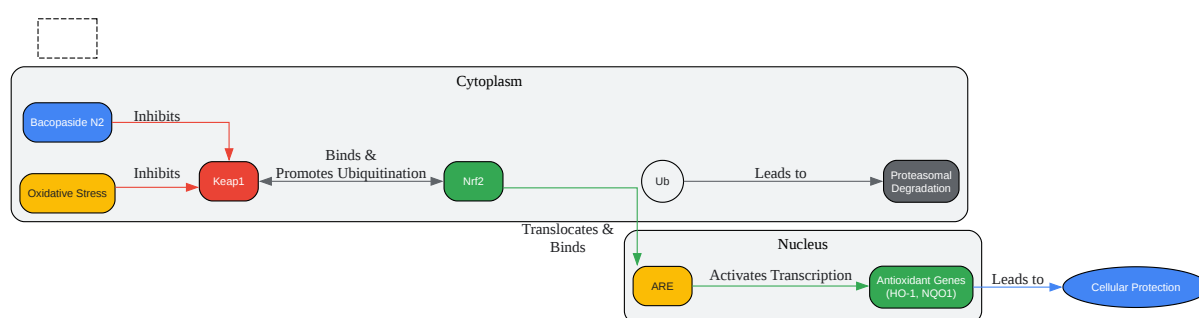 Cytoplasm
Bacopaside N2
Inhibits
Oxidative Stress
Inhibits
Keap1
Binds &
Promotes Ubiquitination
Nrf2
Ub
Leads to
Proteasomal
Degradation
Translocates &
Binds
Nucleus
ARE
Activates Transcription
Antioxidant Genes
(HO-1, NQO1)
Leads to
Cellular Protection